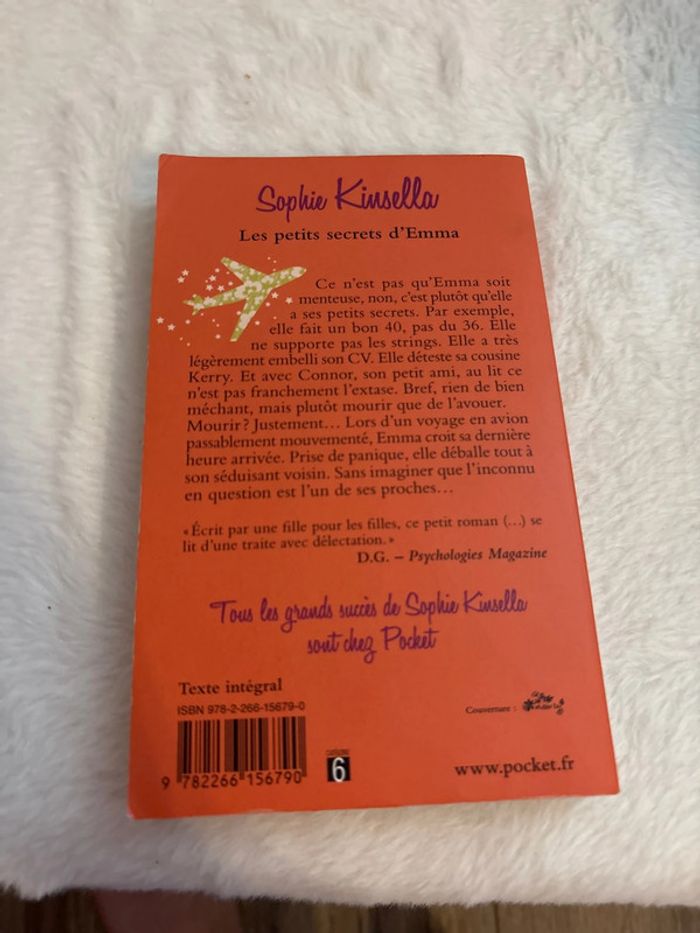 Sophie Kinsella
Les petits secrets d'Emma
Ce n'est pas qu'Emma soit
menteuse, non, c'est plutôt qu'elle
a ses petits secrets. Par exemple,
elle fait un bon 40, pas du 36. Elle
ne supporte pas les strings. Elle a très
légèrement embelli son CV. Elle déteste sa cousine
Kerry. Et avec Connor, son petit ami, au lit ce
n'est pas franchement l'extase. Bref, rien de bien
méchant, mais plutôt mourir que de l'avouer.
Mourir ? Justement... Lors d'un voyage en avion
passablement mouvementé, Emma croit sa dernière
heure arrivée. Prise de panique, elle déballe tout à
son séduisant voisin. Sans imaginer que l'inconnu
en question est l'un de ses proches...
« Écrit par une fille pour les filles, ce petit roman (...) se
lit d'une traite avec délectation. »
D.G. – Psychologies Magazine
Tous les grands succès de Sophie Kinsella
sont chez Pocket
Texte intégral
ISBN 978-2-266-15679-0
Couverture :
9 782266 156790
CATÉGORIE
6
www.pocket.fr